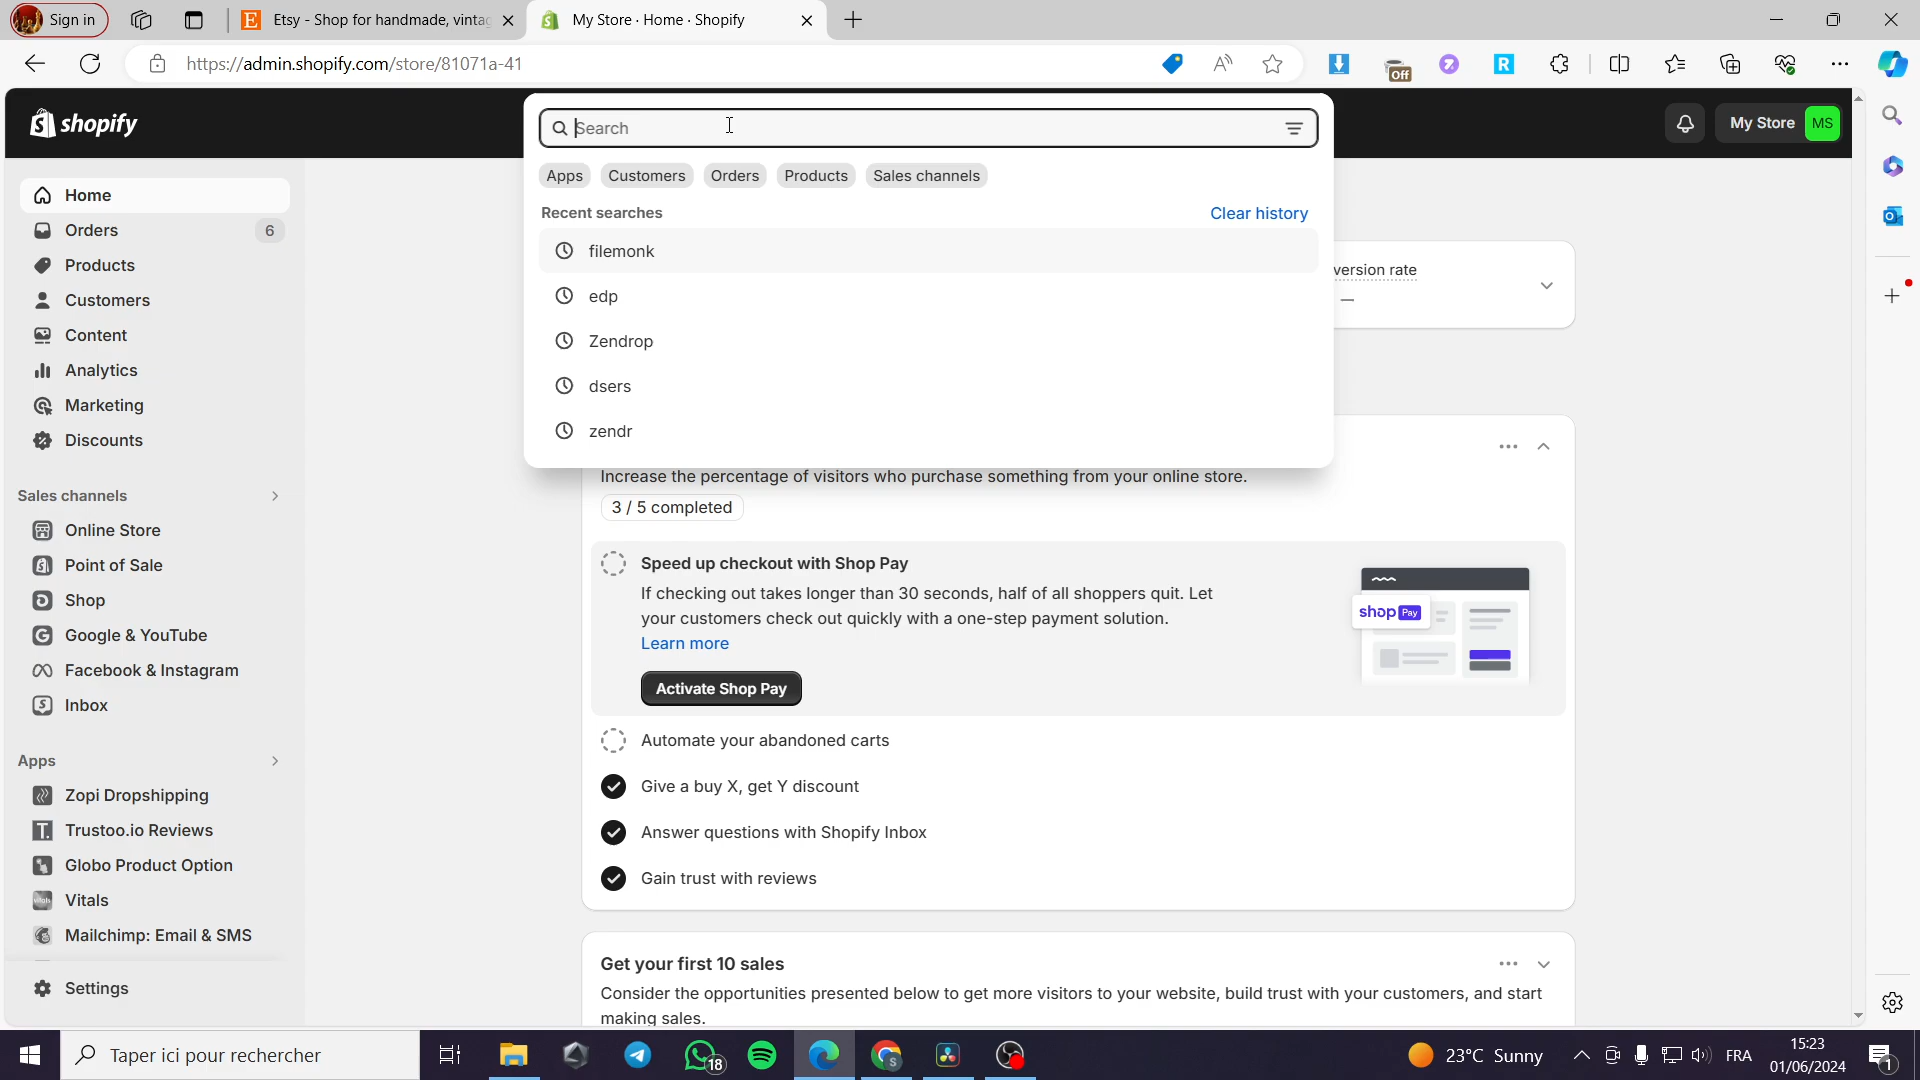 Sign in
Etsy - Shop for handmade, vintag
My Store · Home · Shopify
https://admin.shopify.com/store/81071a-41
Off
shopify
Search
My Store MS
Apps Customers Orders Products Sales channels
Recent searches Clear history
filemonk
edp
Zendrop
dsers
zendr
Home
Orders 6
Products
Customers
Content
Analytics
Marketing
Discounts
Sales channels
Online Store
Point of Sale
Shop
Google & YouTube
Facebook & Instagram
Inbox
Apps
Zopi Dropshipping
Trustoo.io Reviews
Globo Product Option
Vitals
Mailchimp: Email & SMS
Settings
version rate
—
Increase the percentage of visitors who purchase something from your online store.
3 / 5 completed
Speed up checkout with Shop Pay
If checking out takes longer than 30 seconds, half of all shoppers quit. Let
your customers check out quickly with a one-step payment solution.
Learn more
Activate Shop Pay
shop Pay
Automate your abandoned carts
Give a buy X, get Y discount
Answer questions with Shopify Inbox
Gain trust with reviews
Get your first 10 sales
Consider the opportunities presented below to get more visitors to your website, build trust with your customers, and start
making sales.
Taper ici pour rechercher
18
23°C Sunny
FRA
15:23
01/06/2024
1